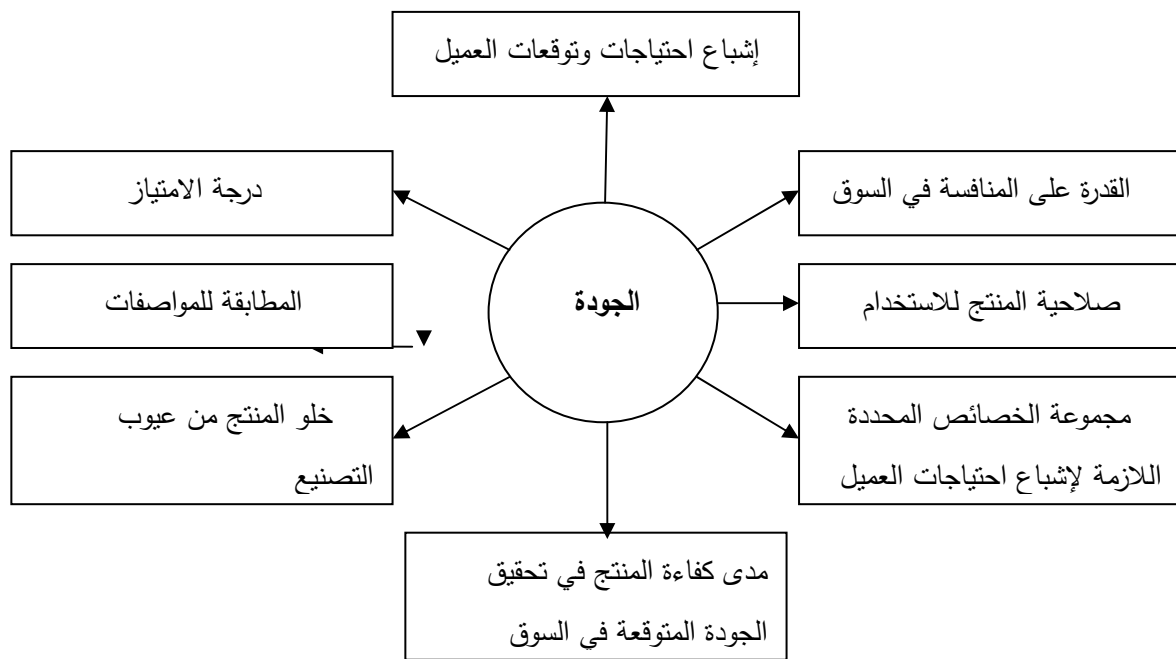 إشباع احتياجات وتوقعات العميل
القدرة على المنافسة في السوق
درجة الامتياز
صلاحية المنتج للاستخدام
الجودة
المطابقة للمواصفات
مجموعة الخصائص المحددة
اللازمة لإشباع احتياجات العميل
خلو المنتج من عيوب
التصنيع
مدى كفاءة المنتج في تحقيق
الجودة المتوقعة في السوق